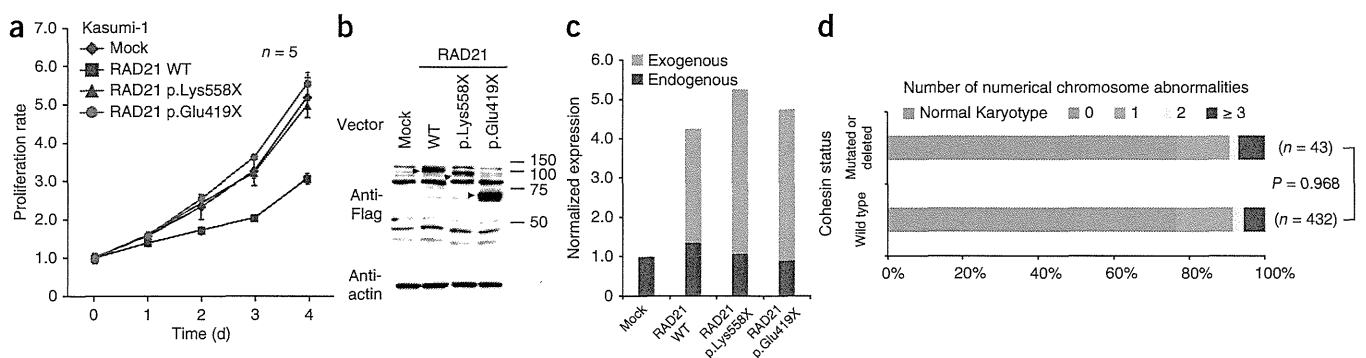 a
7.0
6.0
5.0
4.0
3.0
2.0
1.0
0
Proliferation rate
Kasumi-1
Mock
RAD21 WT
RAD21 p.Lys558X
RAD21 p.Glu419X
n = 5
0 1 2 3 4
Time (d)
b
RAD21
Vector
Mock
WT
p.Lys558X
p.Glu419X
150
100
75
50
Anti-
Flag
Anti-
actin
c
6.0
5.0
4.0
3.0
2.0
1.0
0
Normalized expression
Exogenous
Endogenous
Mock
RAD21
WT
RAD21
p.Lys558X
RAD21
p.Glu419X
d
Number of numerical chromosome abnormalities
Normal Karyotype 0 1 2 ≥ 3
Cohesin status
Mutated or
deleted
Wild type
(n = 43)
P = 0.968
(n = 432)
0% 20% 40% 60% 80% 100%